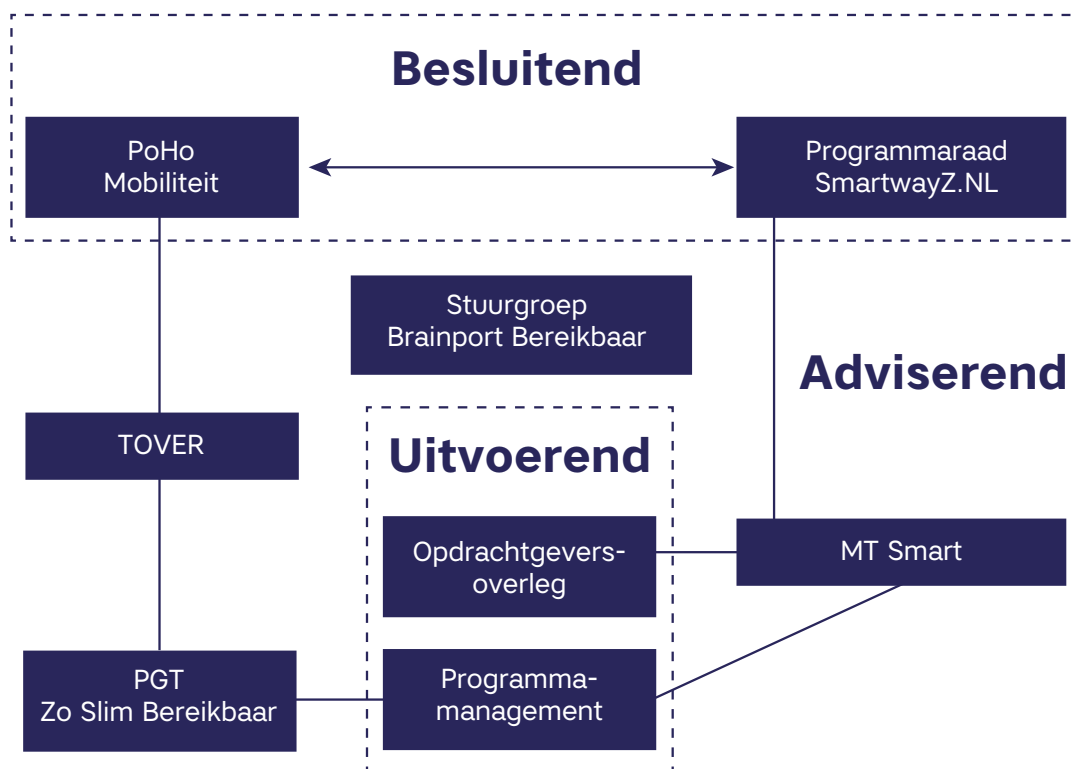 Besluitend
PoHo
Mobiliteit
Programmaraad
SmartwayZ.NL
Stuurgroep
Brainport Bereikbaar
Adviserend
TOVER
Uitvoerend
Opdrachtgevers-
overleg
MT Smart
PGT
Zo Slim Bereikbaar
Programma-
management